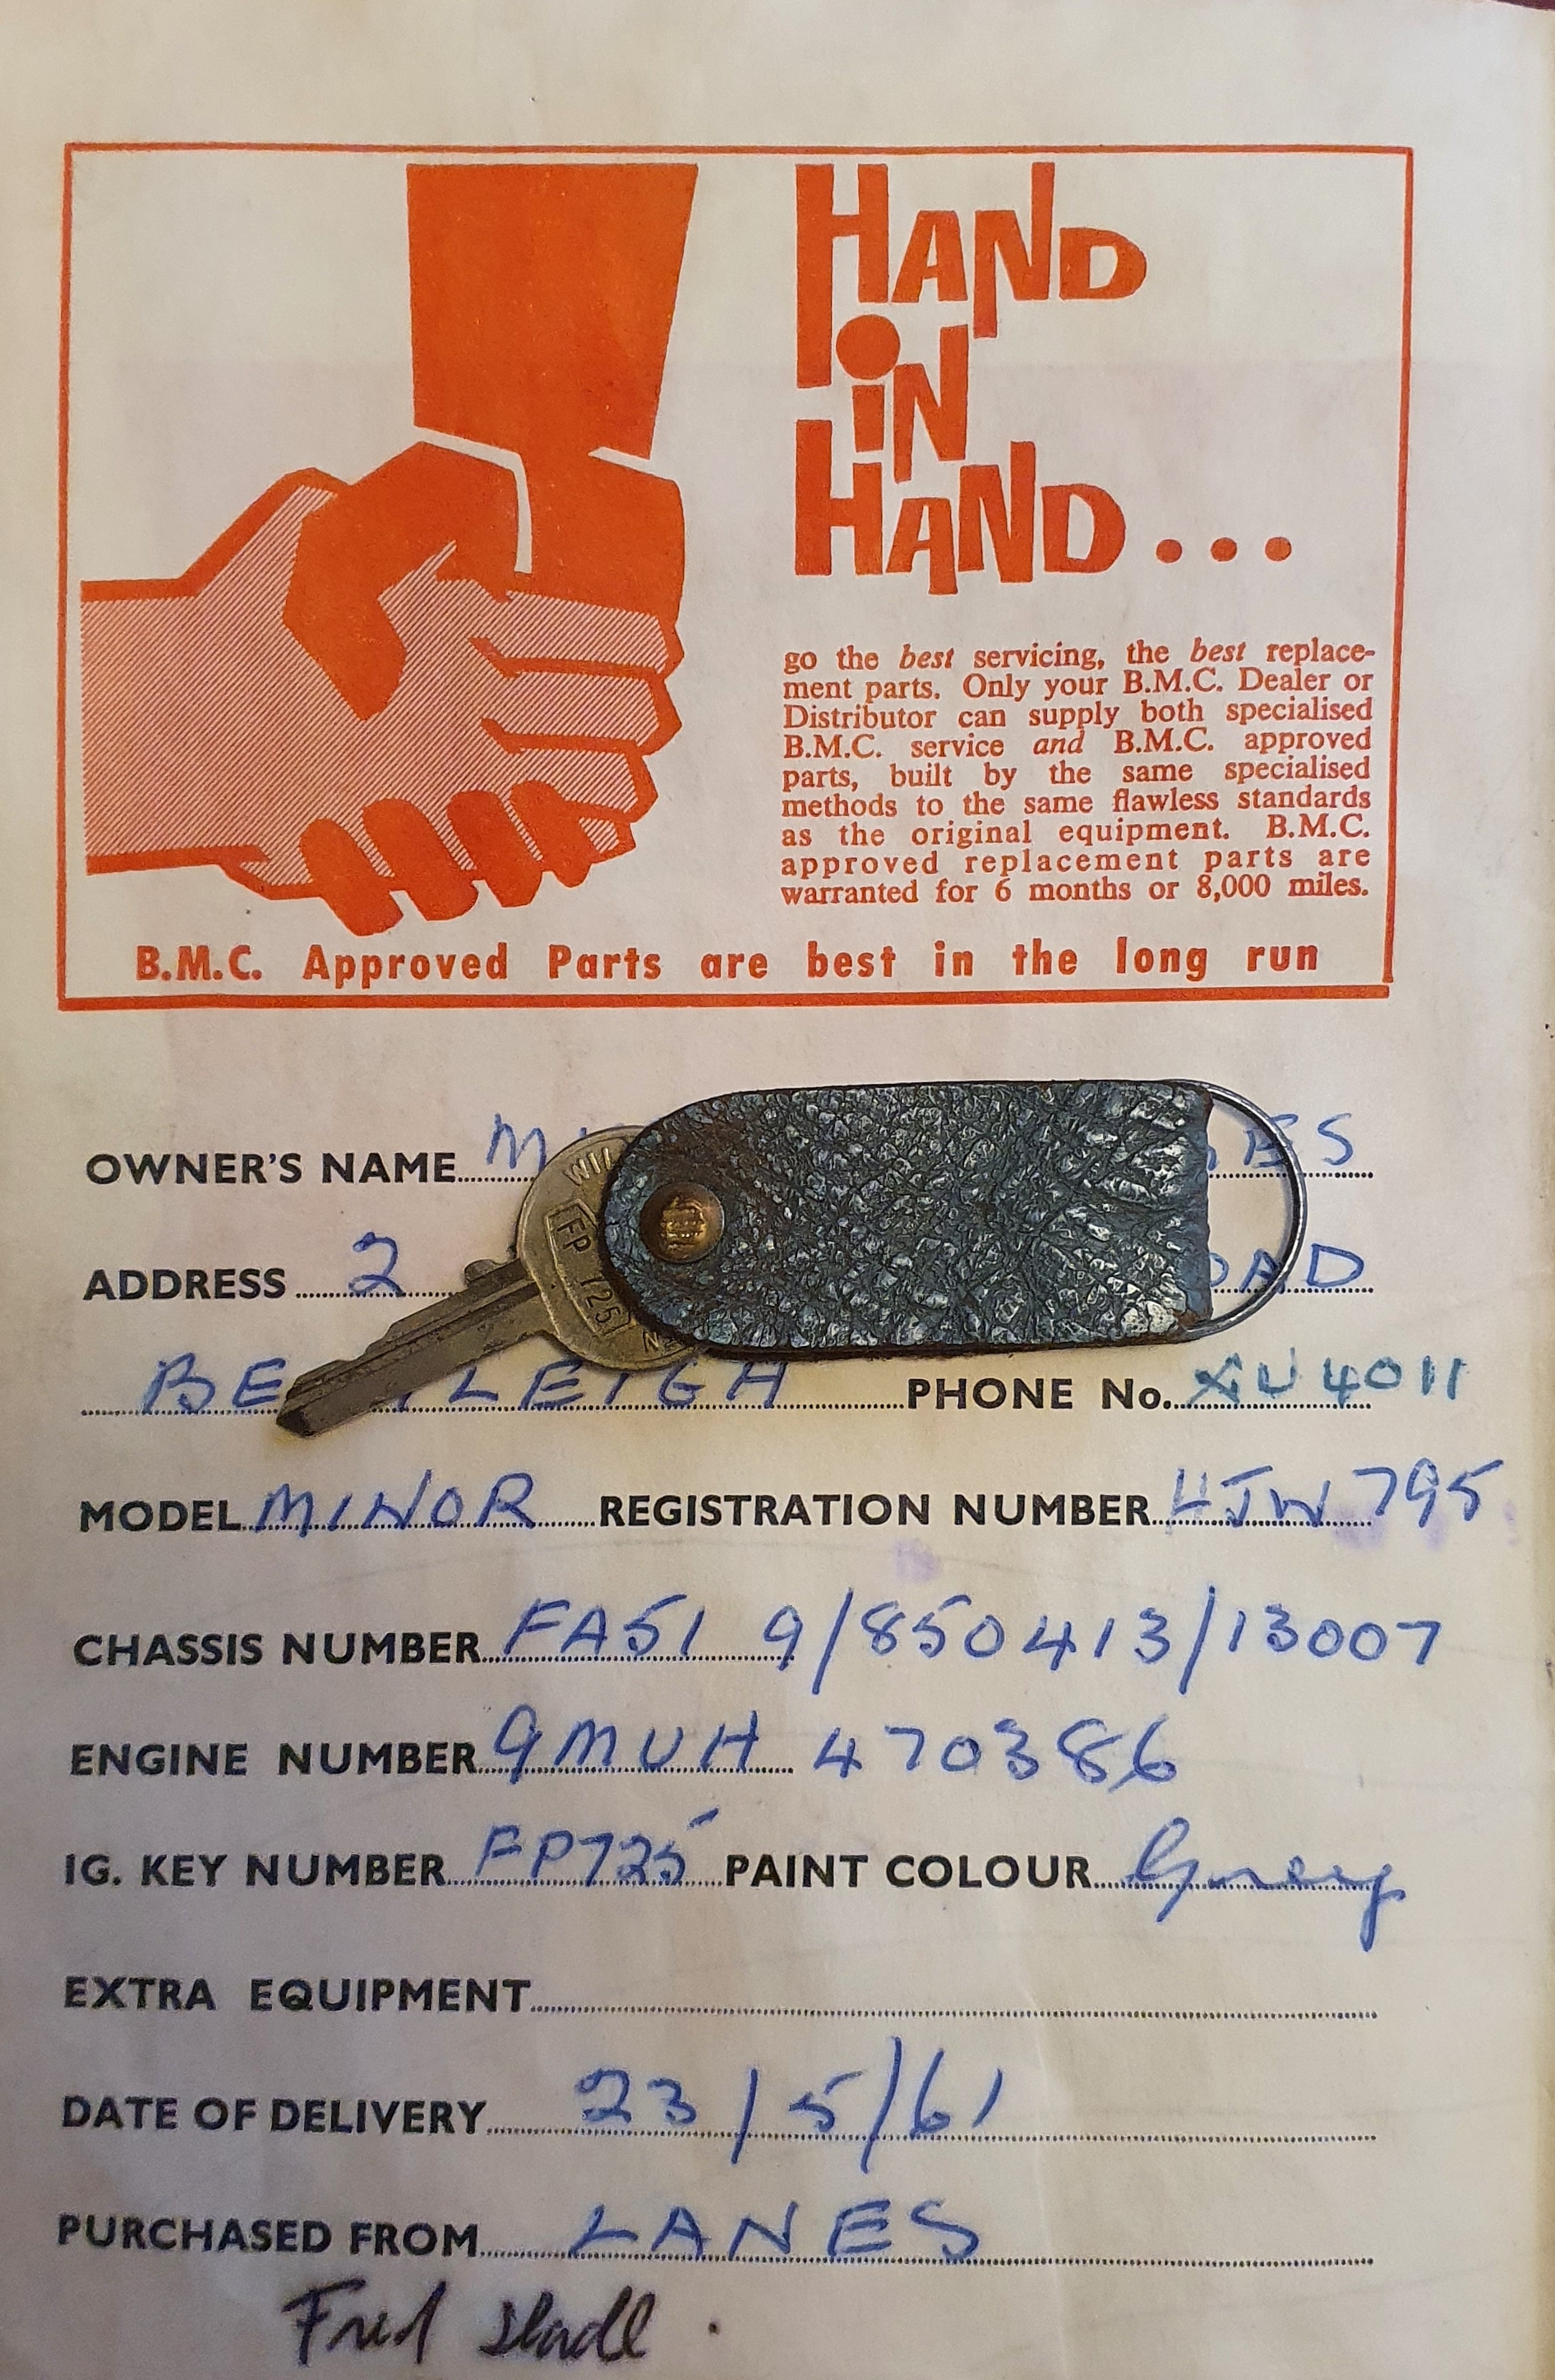 HAND
iN
HAND...
go the best servicing, the best replace-
ment parts. Only your B.M.C. Dealer or
Distributor can supply both specialised
B.M.C. service and B.M.C. approved
parts, built by the same specialised
methods to the same flawless standards
as the original equipment. B.M.C.
approved replacement parts are
warranted for 6 months or 8,000 miles.
B.M.C. Approved Parts are best in the long run
OWNER'S NAME
ADDRESS 2
FP 725
PHONE No. XU 4011
MODEL MINOR REGISTRATION NUMBER
CHASSIS NUMBER FA51 9/850413/13007
ENGINE NUMBER 9MUH 470386
IG. KEY NUMBER FP725 PAINT COLOUR Grey
EXTRA EQUIPMENT
DATE OF DELIVERY 23/5/61
PURCHASED FROM LANES
Fred